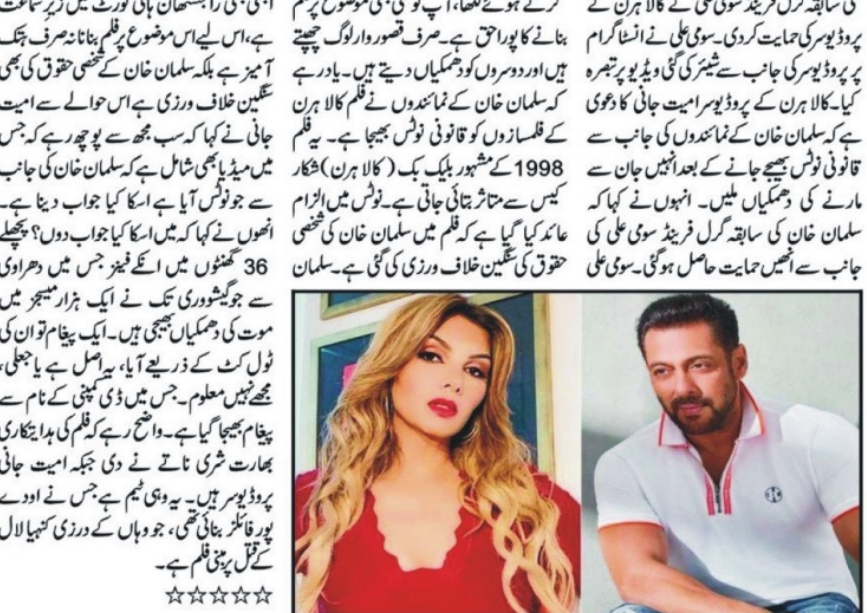 کی سابقہ گرل فرینڈ سومی علی نے کالا ہرن کے
پروڈیوسر کی حمایت کردی۔ سومی علی نے انسٹاگرام
پر پروڈیوسر کی جانب سے شیئر کی گئی ویڈیو پر تبصرہ
کیا۔ کالا ہرن کے پروڈیوسر امیت جانی کا دعویٰ
ہے کہ سلمان خان کے نمائندوں کی جانب سے
قانونی نوٹس بھیجے جانے کے بعد انہیں جان سے
مارنے کی دھمکیاں ملیں۔ انہوں نے کہا کہ
سلمان خان کی سابقہ گرل فرینڈ سومی علی کی
جانب سے انھیں حمایت حاصل ہوگئی۔ سومی علی
کرتے ہوئے لکھا، آپ کو کسی بھی موضوع پر فلم
بنانے کا پورا حق ہے۔ صرف قصور وار لوگ چھپتے
ہیں اور دوسروں کو دھمکیاں دیتے ہیں۔ یاد رہے
کہ سلمان خان کے نمائندوں نے فلم کالا ہرن
کے فلمسازوں کو قانونی نوٹس بھیجا ہے۔ یہ فلم
1998 کے مشہور بلیک بک (کالا ہرن) شکار
کیس سے متاثر بتائی جاتی ہے۔ نوٹس میں الزام
عائد کیا گیا ہے کہ فلم میں سلمان خان کی شخصی
حقوق کی سنگین خلاف ورزی کی گئی ہے۔ سلمان
ابھی بھی راجستھان ہائی کورٹ میں زیر سماعت
ہے، اس لیے اس موضوع پر فلم بنانا نہ صرف ہتک
آمیز ہے بلکہ سلمان خان کے شخصی حقوق کی بھی
سنگین خلاف ورزی ہے اس حوالے سے امیت
جانی نے کہا کہ سب مجھ سے پوچھ رہے کہ جس
میں میڈیا بھی شامل ہے کہ سلمان خان کی جانب
سے جو نوٹس آیا ہے اسکا کیا جواب دینا ہے۔
انھوں نے کہا کہ میں اسکا کیا جواب دوں؟ پچھلے
36 گھنٹوں میں انکے فینز جس میں دھراوی
سے جوگیشوری تک نے ایک ہزار میسجز میں
موت کی دھمکیاں بھیجی ہیں۔ ایک پیغام تو ان کی
ٹول کٹ کے ذریعے آیا، یہ اصل ہے یا جعلی،
مجھے نہیں معلوم۔ جس میں ڈی کمپنی کے نام سے
پیغام بھیجا گیا ہے۔ واضح رہے کہ فلم کی ہدایتکاری
بھارت شری ناتے نے دی جبکہ امیت جانی
پروڈیوسر ہیں۔ یہ وہی ٹیم ہے جس نے اودے
پور فائلز بنائی تھی، جو وہاں کے درزی کنہیا لال
کے قتل پر مبنی فلم ہے۔
☆☆☆☆☆